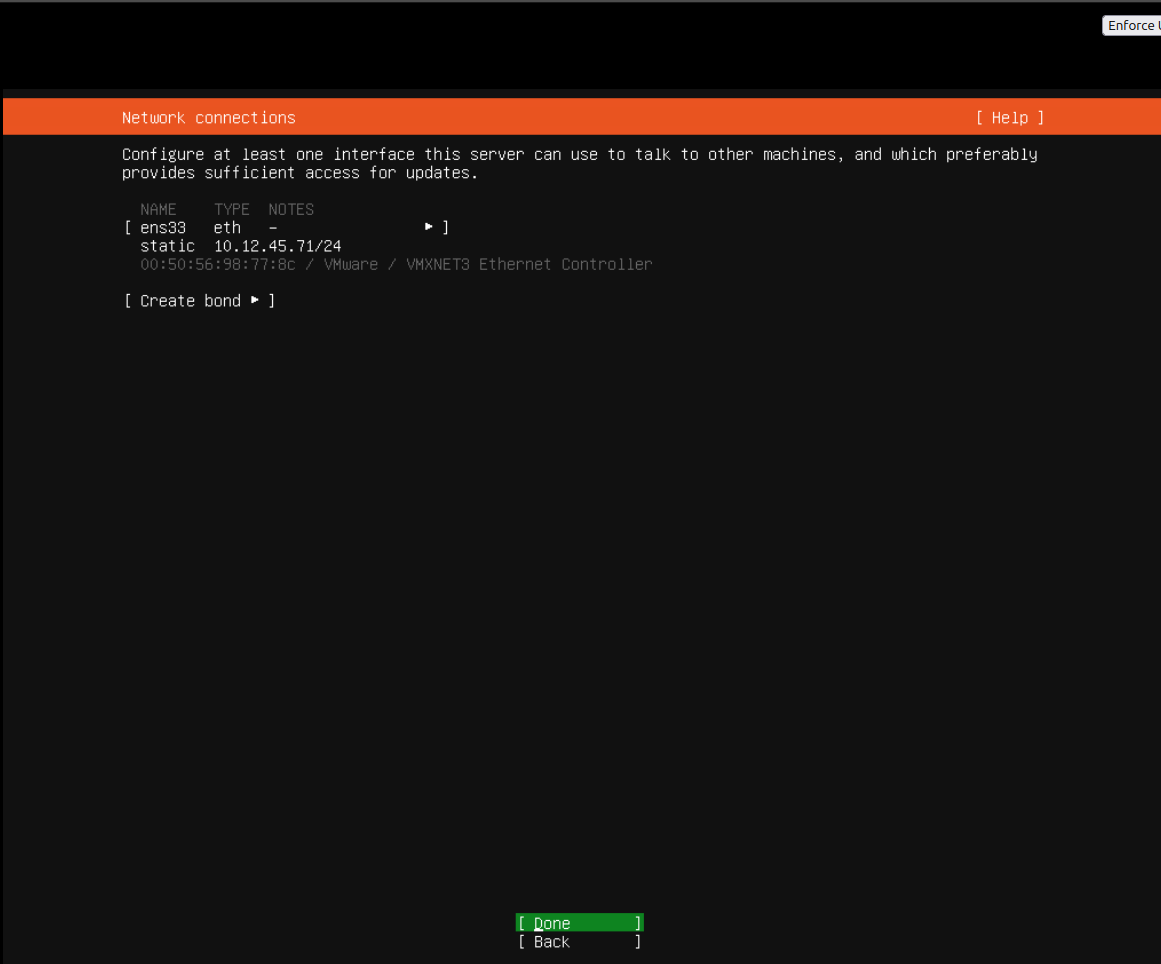 Enforce U
Network connections [ Help ]
Configure at least one interface this server can use to talk to other machines, and which preferably
provides sufficient access for updates.
NAME TYPE NOTES
[ ens33 eth – ▸ ]
static 10.12.45.71/24
00:50:56:98:77:8c / VMware / VMXNET3 Ethernet Controller
[ Create bond ▸ ]
[ Done ]
[ Back ]